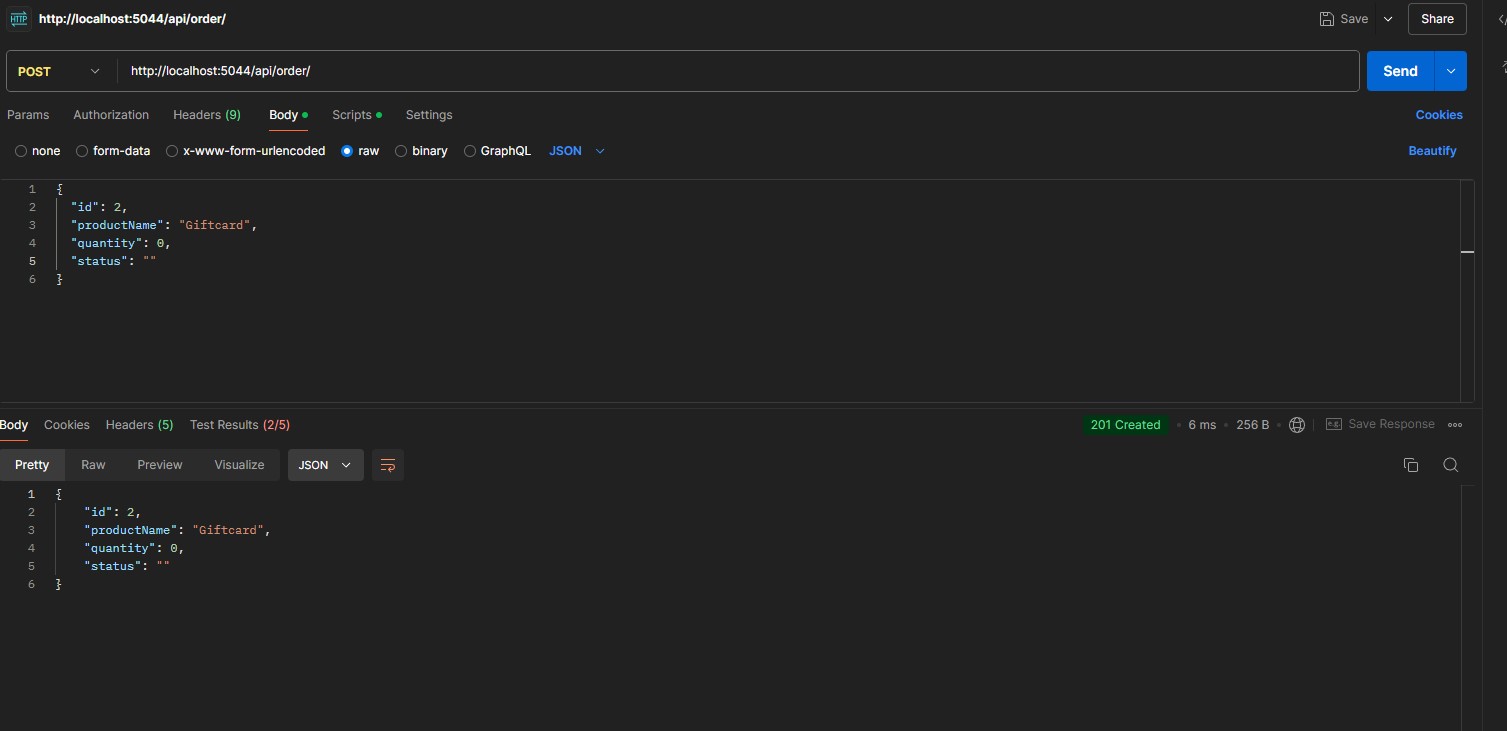 HTTP http://localhost:5044/api/order/ Save Share
POST http://localhost:5044/api/order/ Send
Params Authorization Headers (9) Body Scripts Settings Cookies
none form-data x-www-form-urlencoded raw binary GraphQL JSON Beautify
1 {
2 "id": 2,
3 "productName": "Giftcard",
4 "quantity": 0,
5 "status": ""
6 }
Body Cookies Headers (5) Test Results (2/5) 201 Created • 6 ms • 256 B • e.g. Save Response
Pretty Raw Preview Visualize JSON
1 {
2 "id": 2,
3 "productName": "Giftcard",
4 "quantity": 0,
5 "status": ""
6 }